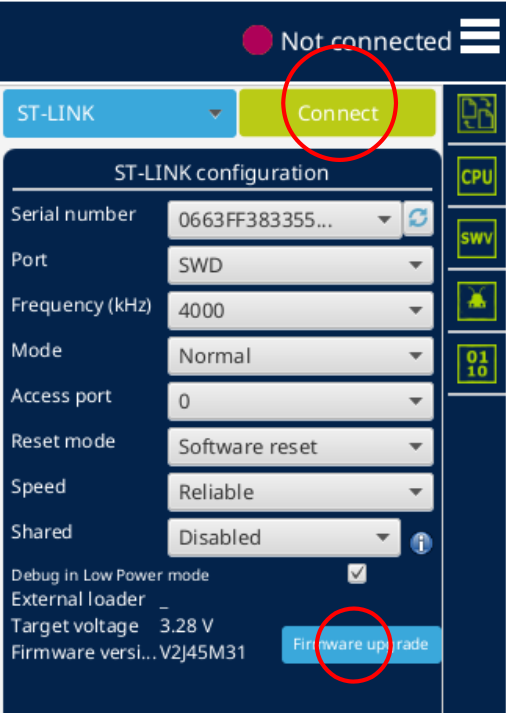 Not connected
ST-LINK
Connect
ST-LINK configuration
Serial number 0663FF383355...
Port SWD
Frequency (kHz) 4000
Mode Normal
Access port 0
Reset mode Software reset
Speed Reliable
Shared Disabled
Debug in Low Power mode
External loader _
Target voltage 3.28 V
Firmware versi... V2J45M31
Firmware upgrade
CPU
SWV
01
10